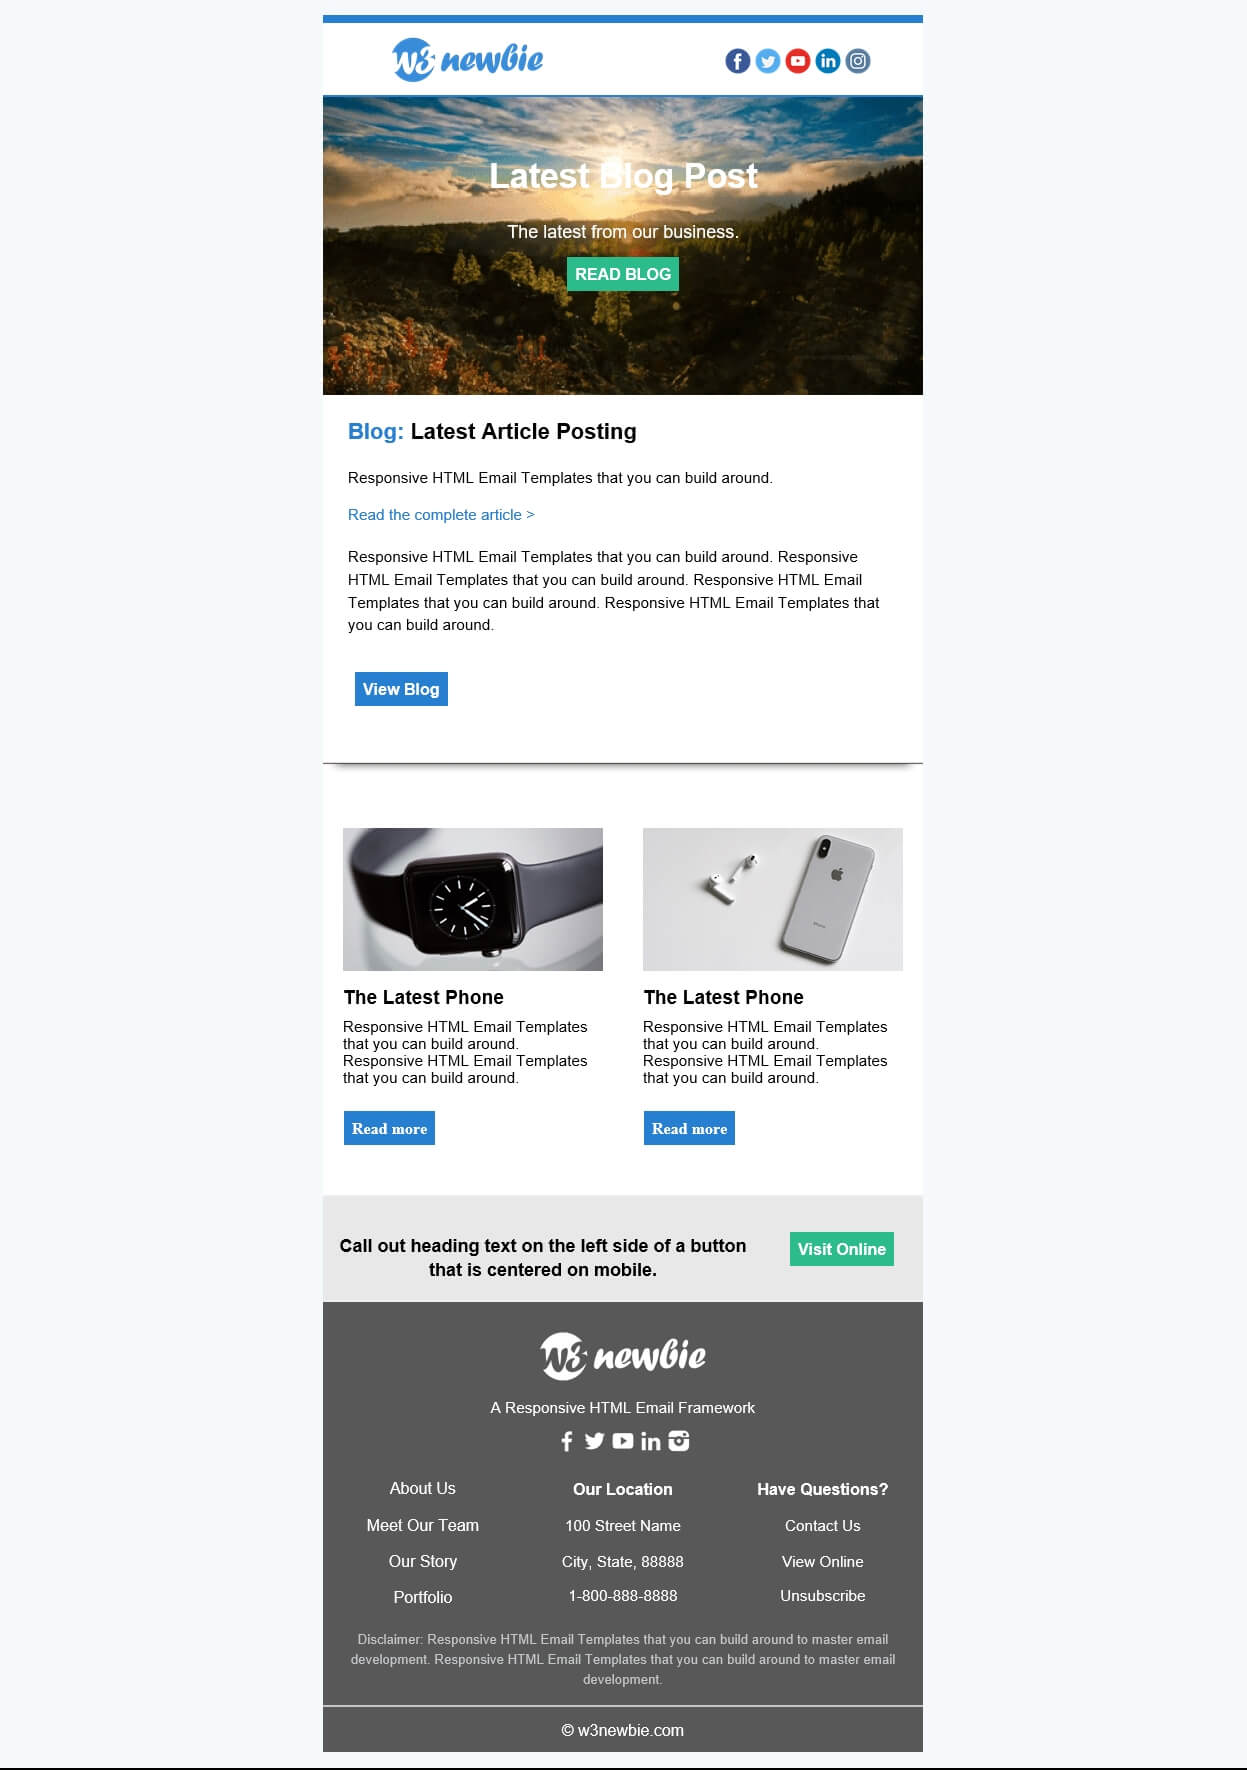 W3 newbie
Latest Blog Post
The latest from our business.
READ BLOG
Blog: Latest Article Posting
Responsive HTML Email Templates that you can build around.
Read the complete article >
Responsive HTML Email Templates that you can build around. Responsive
HTML Email Templates that you can build around. Responsive HTML Email
Templates that you can build around. Responsive HTML Email Templates that
you can build around.
View Blog
The Latest Phone
Responsive HTML Email Templates
that you can build around.
Responsive HTML Email Templates
that you can build around.
Read more
The Latest Phone
Responsive HTML Email Templates
that you can build around.
Responsive HTML Email Templates
that you can build around.
Read more
Call out heading text on the left side of a button
that is centered on mobile.
Visit Online
W3 newbie
A Responsive HTML Email Framework
About Us
Meet Our Team
Our Story
Portfolio
Our Location
100 Street Name
City, State, 88888
1-800-888-8888
Have Questions?
Contact Us
View Online
Unsubscribe
Disclaimer: Responsive HTML Email Templates that you can build around to master email
development. Responsive HTML Email Templates that you can build around to master email
development.
© w3newbie.com